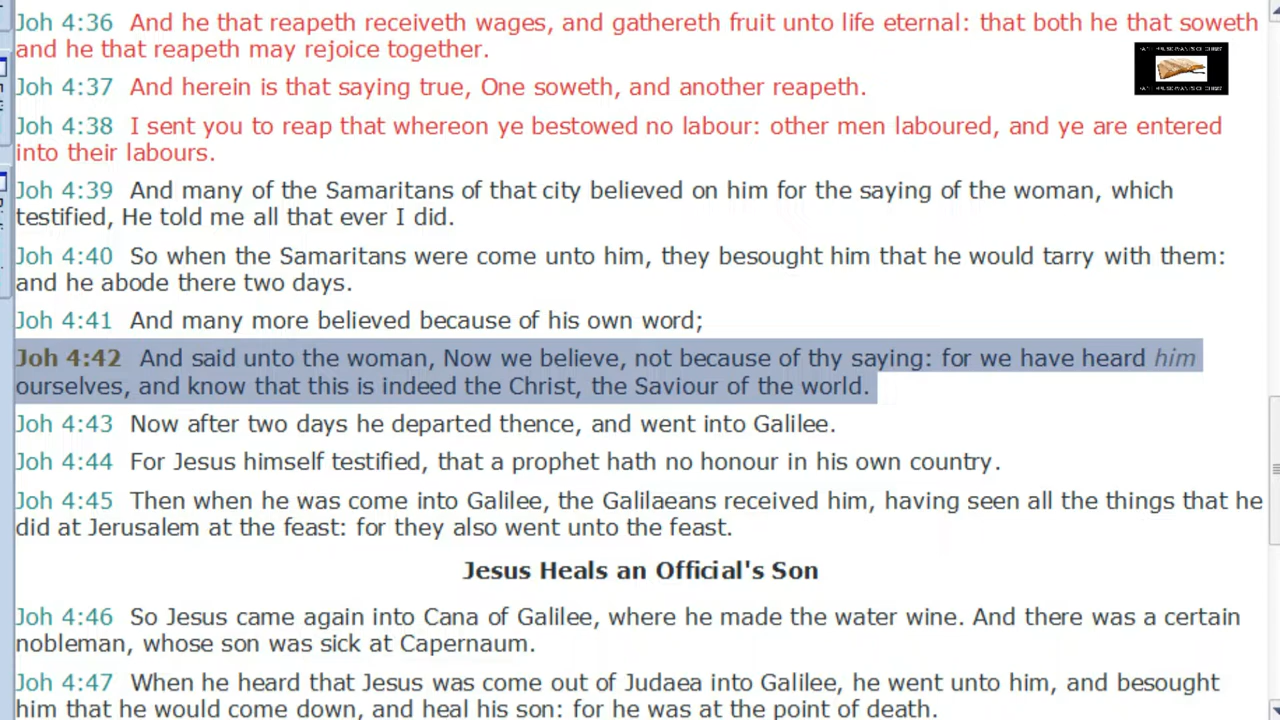 Joh 4:36 And he that reapeth receiveth wages, and gathereth fruit unto life eternal: that both he that soweth
and he that reapeth may rejoice together.
Joh 4:37 And herein is that saying true, One soweth, and another reapeth.
Joh 4:38 I sent you to reap that whereon ye bestowed no labour: other men laboured, and ye are entered
into their labours.
Joh 4:39 And many of the Samaritans of that city believed on him for the saying of the woman, which
testified, He told me all that ever I did.
Joh 4:40 So when the Samaritans were come unto him, they besought him that he would tarry with them:
and he abode there two days.
Joh 4:41 And many more believed because of his own word;
Joh 4:42 And said unto the woman, Now we believe, not because of thy saying: for we have heard him
ourselves, and know that this is indeed the Christ, the Saviour of the world.
Joh 4:43 Now after two days he departed thence, and went into Galilee.
Joh 4:44 For Jesus himself testified, that a prophet hath no honour in his own country.
Joh 4:45 Then when he was come into Galilee, the Galilaeans received him, having seen all the things that he
did at Jerusalem at the feast: for they also went unto the feast.
Jesus Heals an Official's Son
Joh 4:46 So Jesus came again into Cana of Galilee, where he made the water wine. And there was a certain
nobleman, whose son was sick at Capernaum.
Joh 4:47 When he heard that Jesus was come out of Judaea into Galilee, he went unto him, and besought
him that he would come down, and heal his son: for he was at the point of death.